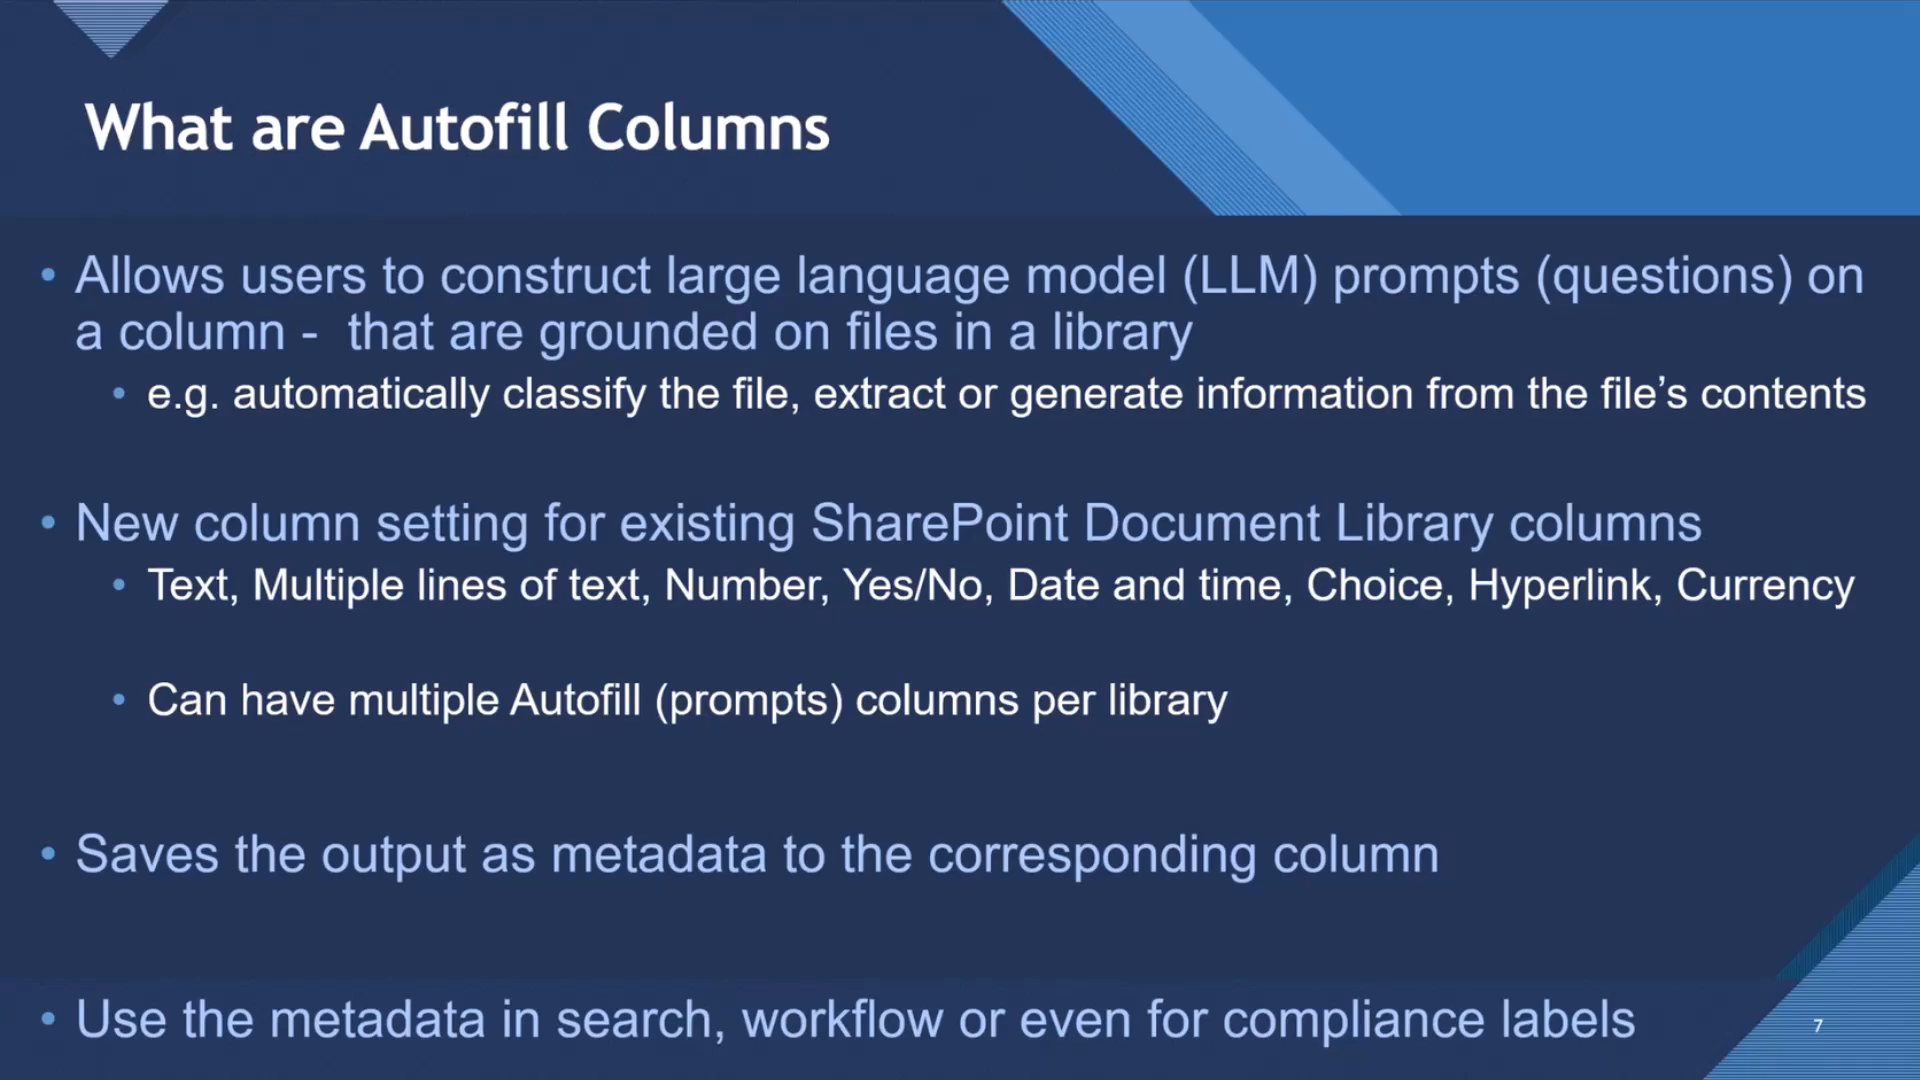 What are Autofill Columns
• Allows users to construct large language model (LLM) prompts (questions) on
a column -  that are grounded on files in a library
• e.g. automatically classify the file, extract or generate information from the file’s contents
• New column setting for existing SharePoint Document Library columns
• Text, Multiple lines of text, Number, Yes/No, Date and time, Choice, Hyperlink, Currency
• Can have multiple Autofill (prompts) columns per library
• Saves the output as metadata to the corresponding column
• Use the metadata in search, workflow or even for compliance labels
7